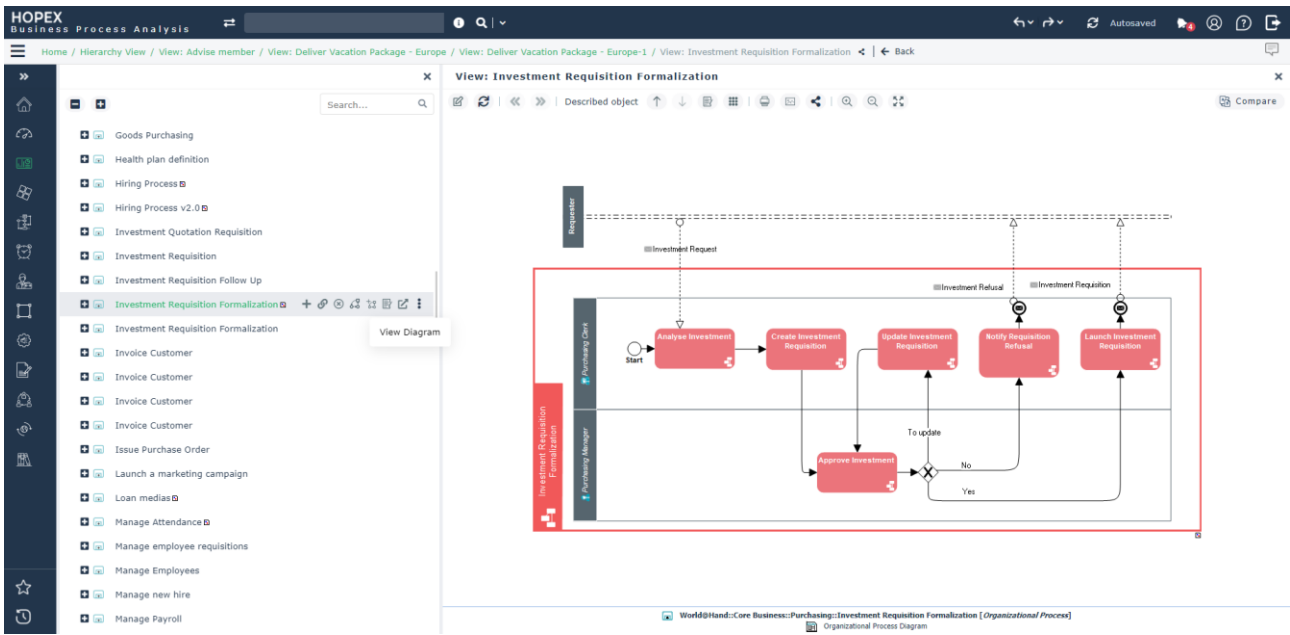 HOPEX
Business Process Analysis
Autosaved
4
Home / Hierarchy View / View: Advise member / View: Deliver Vacation Package - Europe / View: Deliver Vacation Package - Europe-1 / View: Investment Requisition Formalization
Back
Search...
Goods Purchasing
Health plan definition
Hiring Process
Hiring Process v2.0
Investment Quotation Requisition
Investment Requisition
Investment Requisition Follow Up
Investment Requisition Formalization
Investment Requisition Formalization
View Diagram
Invoice Customer
Invoice Customer
Invoice Customer
Invoice Customer
Issue Purchase Order
Launch a marketing campaign
Loan medias
Manage Attendance
Manage employee requisitions
Manage Employees
Manage new hire
Manage Payroll
View: Investment Requisition Formalization
Described object
Compare
Requester
Investment Request
Investment Refusal
Investment Requisition
Investment Requisition
Formalization
Purchasing Clerk
Start
Analyse Investment
Create Investment
Requisition
Update Investment
Requisition
Notify Requisition
Refusal
Launch Investment
Requisition
Purchasing Manager
To update
Approve Investment
No
Yes
World@Hand::Core Business::Purchasing::Investment Requisition Formalization [Organizational Process]
Organizational Process Diagram